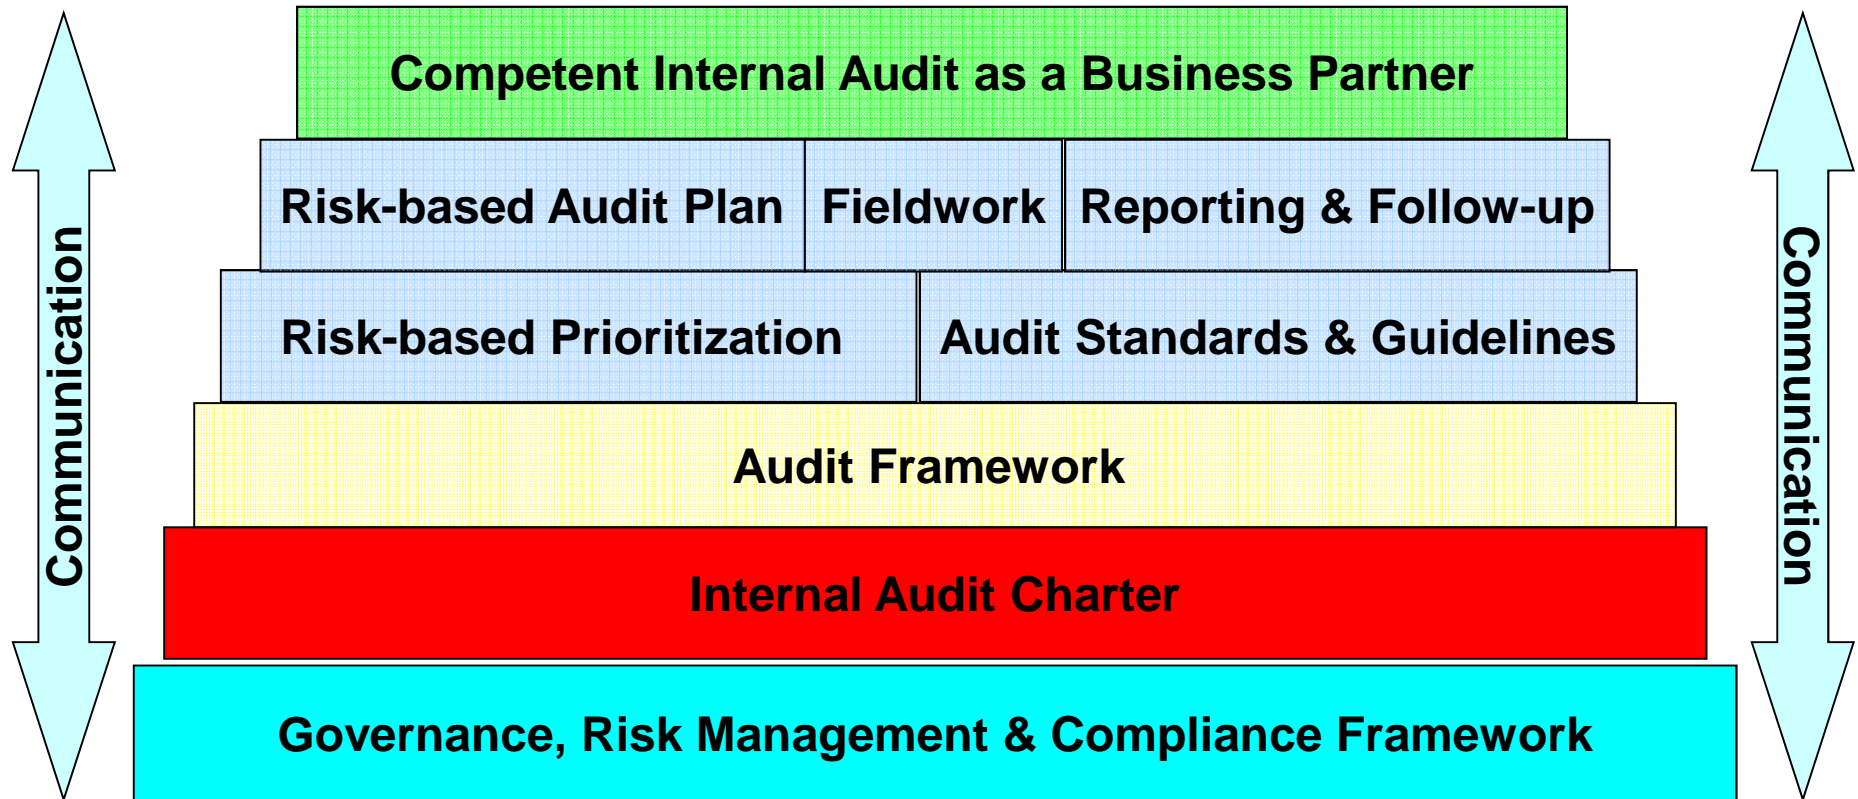 Competent Internal Audit as a Business Partner
Risk-based Audit Plan
Fieldwork
Reporting & Follow-up
Risk-based Prioritization
Audit Standards & Guidelines
Audit Framework
Internal Audit Charter
Governance, Risk Management & Compliance Framework
Communication
Communication